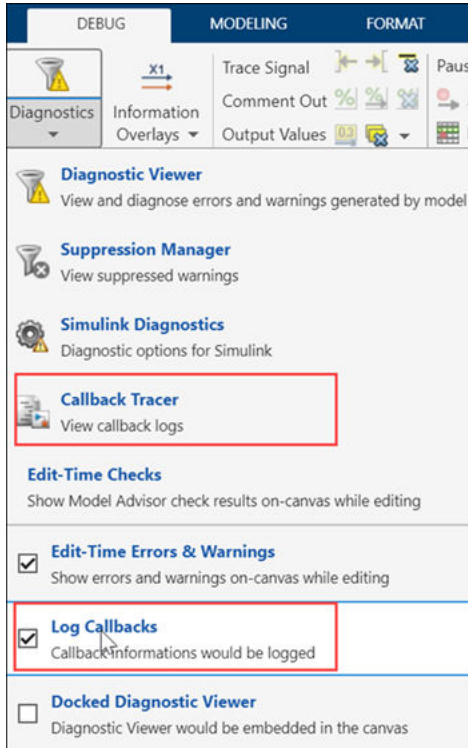 DEBUG MODELING FORMAT
Diagnostics
Information Overlays
Trace Signal
Comment Out
Output Values
Paus
Diagnostic Viewer
View and diagnose errors and warnings generated by model
Suppression Manager
View suppressed warnings
Simulink Diagnostics
Diagnostic options for Simulink
Callback Tracer
View callback logs
Edit-Time Checks
Show Model Advisor check results on-canvas while editing
Edit-Time Errors & Warnings
Show errors and warnings on-canvas while editing
Log Callbacks
Callback informations would be logged
Docked Diagnostic Viewer
Diagnostic Viewer would be embedded in the canvas